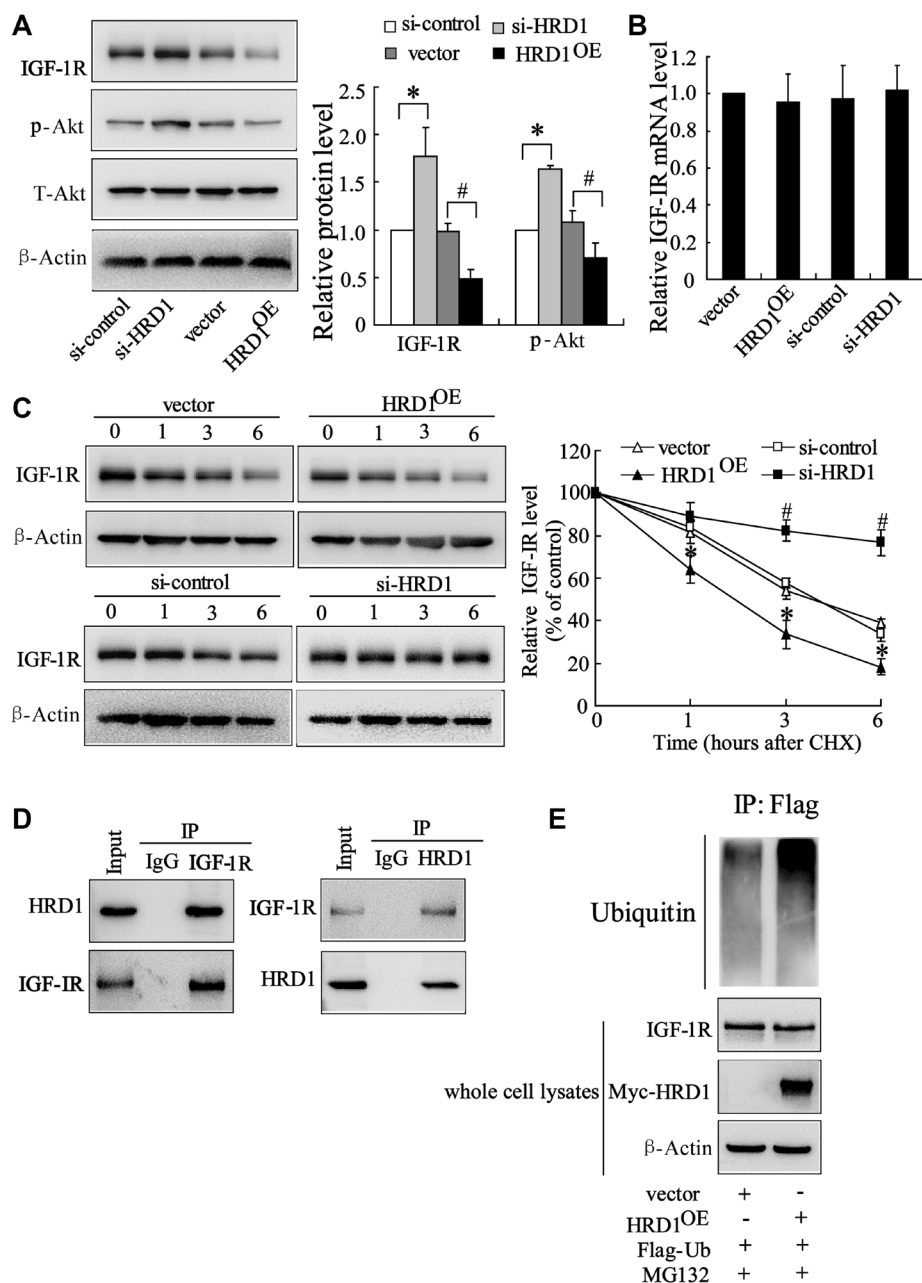 A
IGF-1R
p-Akt
T-Akt
β-Actin
si-control
si-HRD1
vector
HRD1OE
si-control
si-HRD1
vector
HRD1OE
Relative protein level
2.5
2.0
1.5
1.0
0.5
0
*
#
*
#
IGF-1R
p-Akt
B
Relative IGF-IR mRNA level
1.2
1.0
0.8
0.6
0.4
0.2
0
vector
HRD1OE
si-control
si-HRD1
C
vector
HRD1OE
0 1 3 6
0 1 3 6
IGF-1R
β-Actin
si-control
si-HRD1
0 1 3 6
0 1 3 6
IGF-1R
β-Actin
vector
si-control
HRD1OE
si-HRD1
Relative IGF-IR level
(% of control)
120
100
80
60
40
20
0
#
#
*
*
*
0 1 3 6
Time (hours after CHX)
D
IP
Input
IgG IGF-1R
HRD1
IGF-IR
IP
Input
IgG HRD1
IGF-1R
HRD1
E
IP: Flag
Ubiquitin
IGF-1R
whole cell lysates
Myc-HRD1
β-Actin
vector + -
HRD1OE - +
Flag-Ub + +
MG132 + +